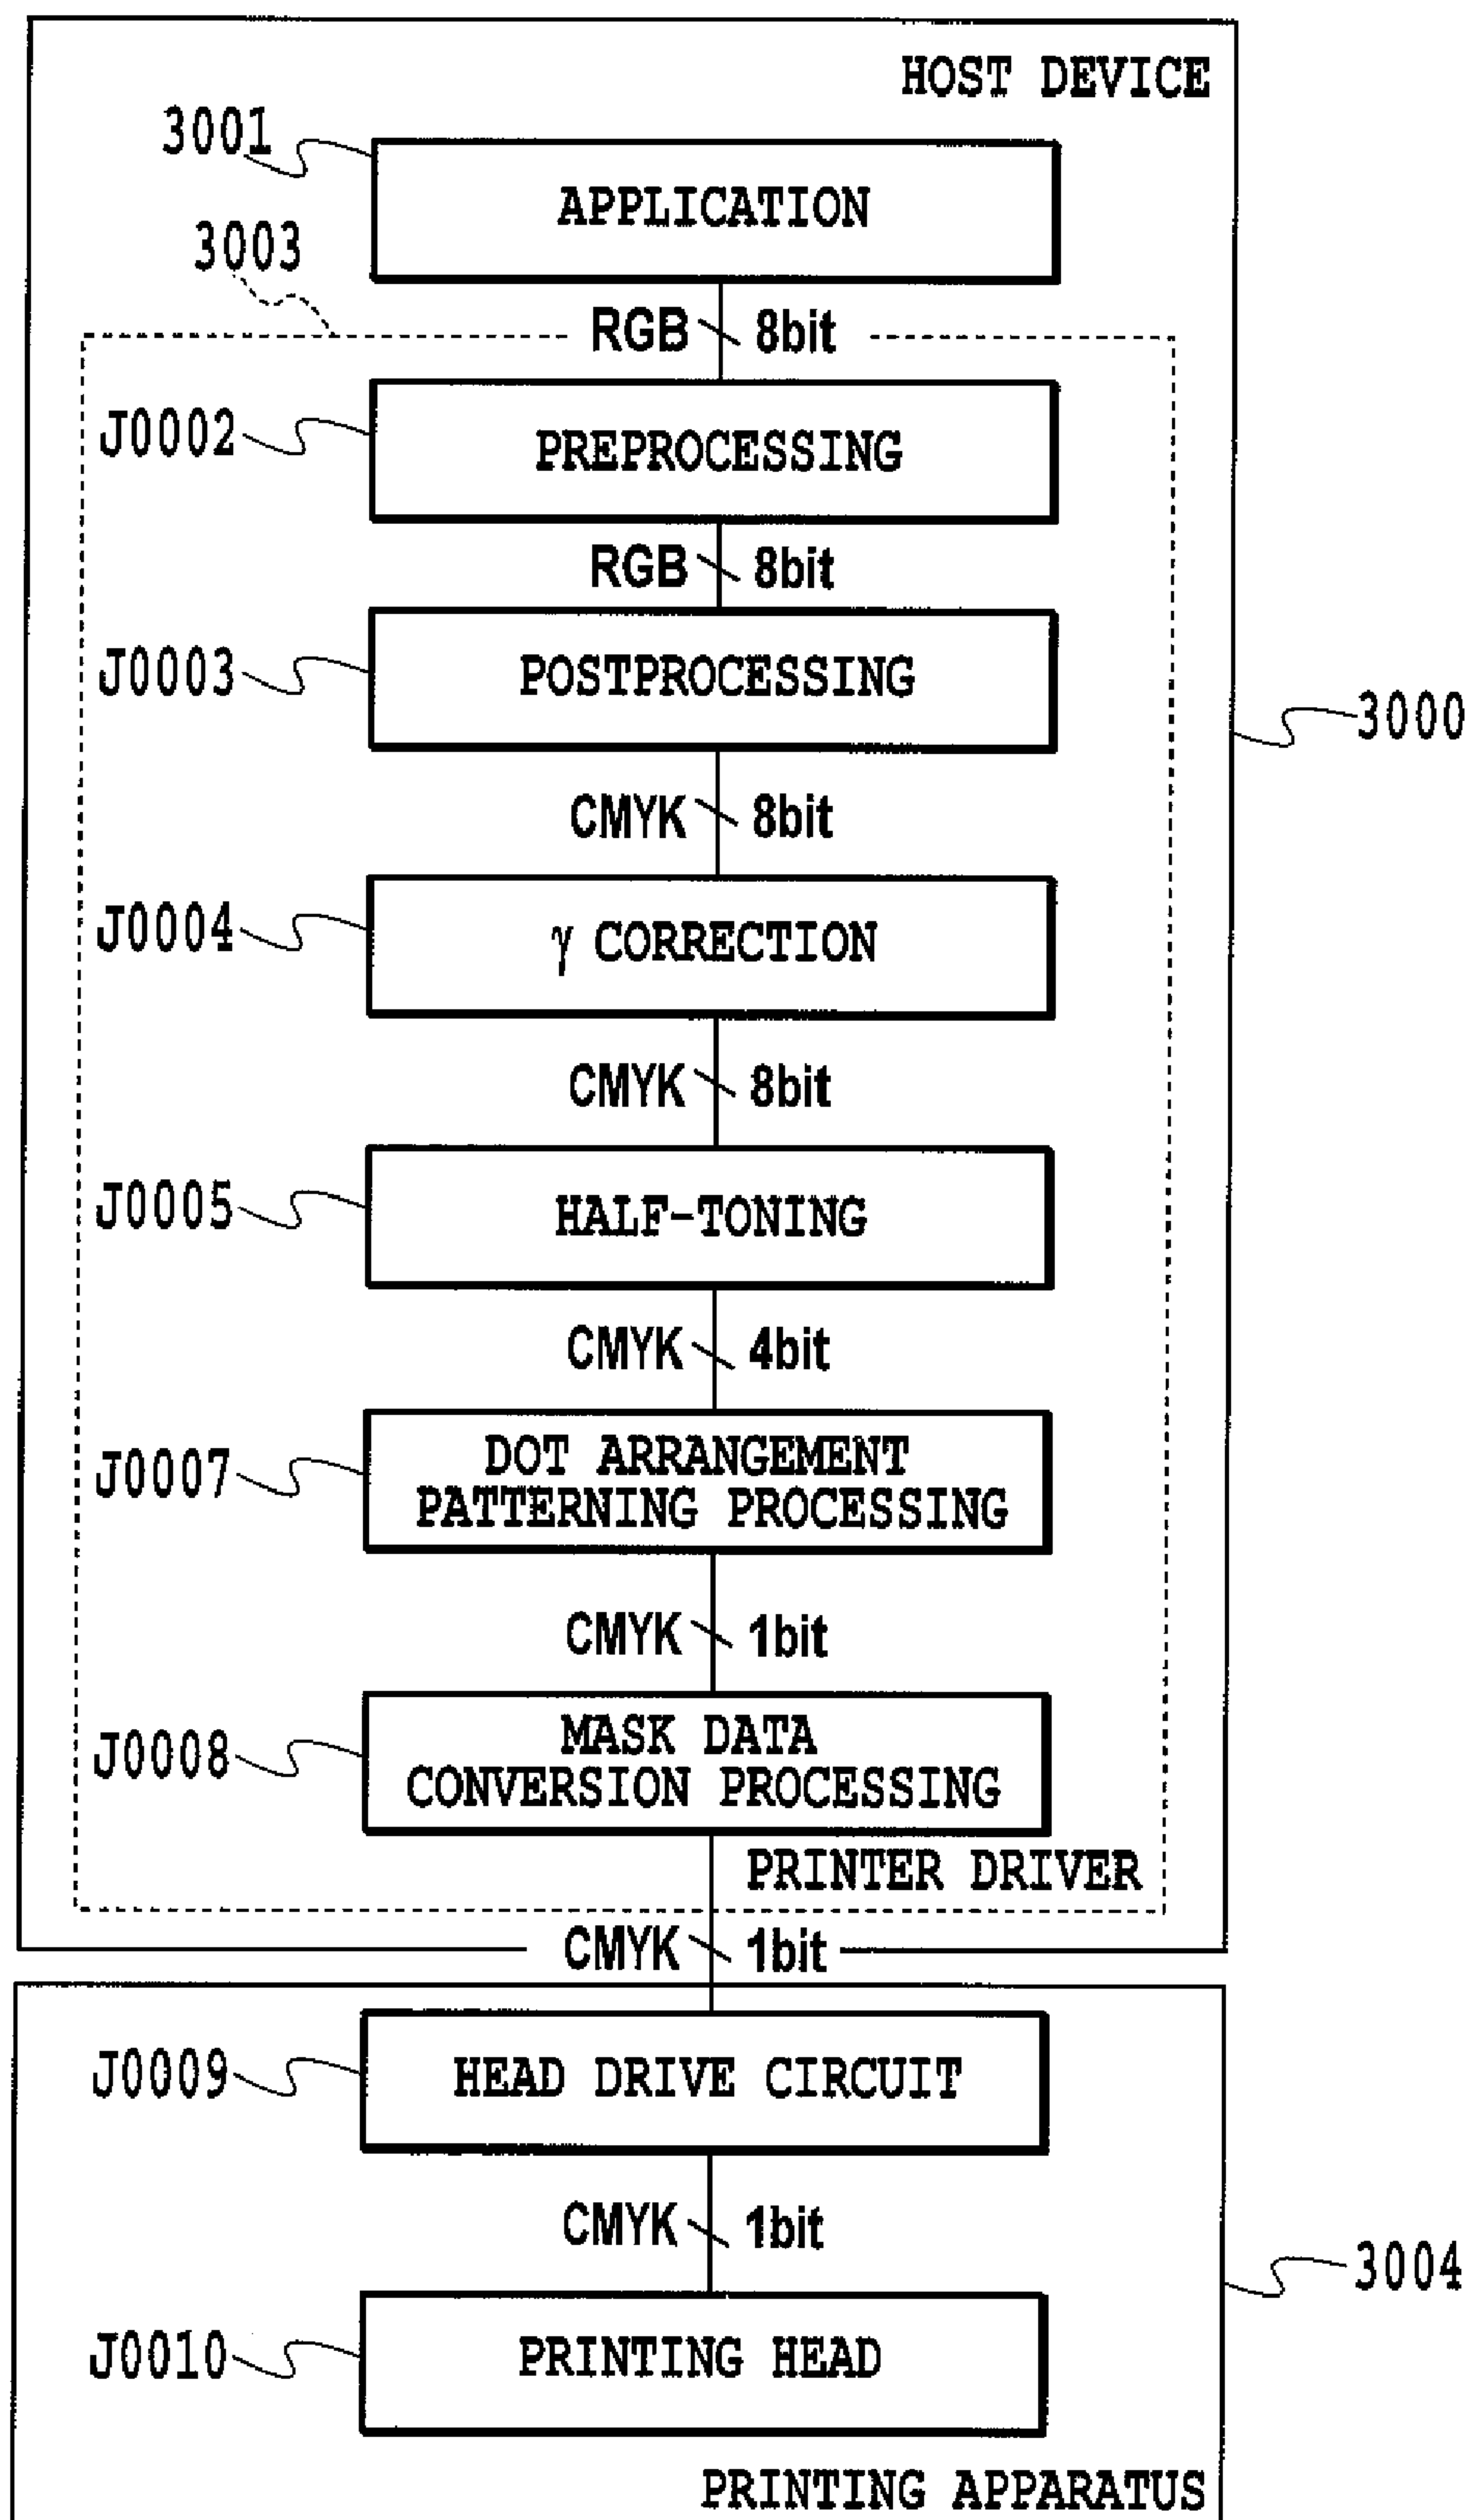 HOST DEVICE
3001
APPLICATION
3003
RGB 8bit
J0002
PREPROCESSING
RGB 8bit
J0003
POSTPROCESSING
3000
CMYK 8bit
J0004
γ CORRECTION
CMYK 8bit
J0005
HALF-TONING
CMYK 4bit
J0007
DOT ARRANGEMENT
PATTERNING PROCESSING
CMYK 1bit
J0008
MASK DATA
CONVERSION PROCESSING
PRINTER DRIVER
CMYK 1bit
J0009
HEAD DRIVE CIRCUIT
CMYK 1bit
3004
J0010
PRINTING HEAD
PRINTING APPARATUS